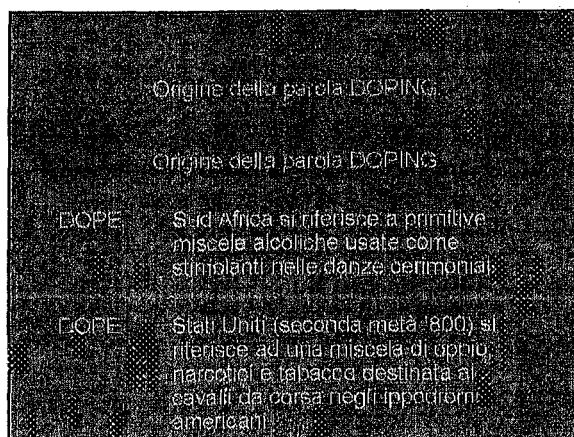 Origine della parola DOPING.
Origine della parola DOPING
DOPE Sud Africa si riferisce a primitive
miscela alcoliche usate come
stimolanti nelle danze cerimoniali
DOPE Stati Uniti (seconda metà '800) si
riferisce ad una miscela di oppio,
narcotici e tabacco destinata ai
cavalli da corsa negli ippodromi
americani